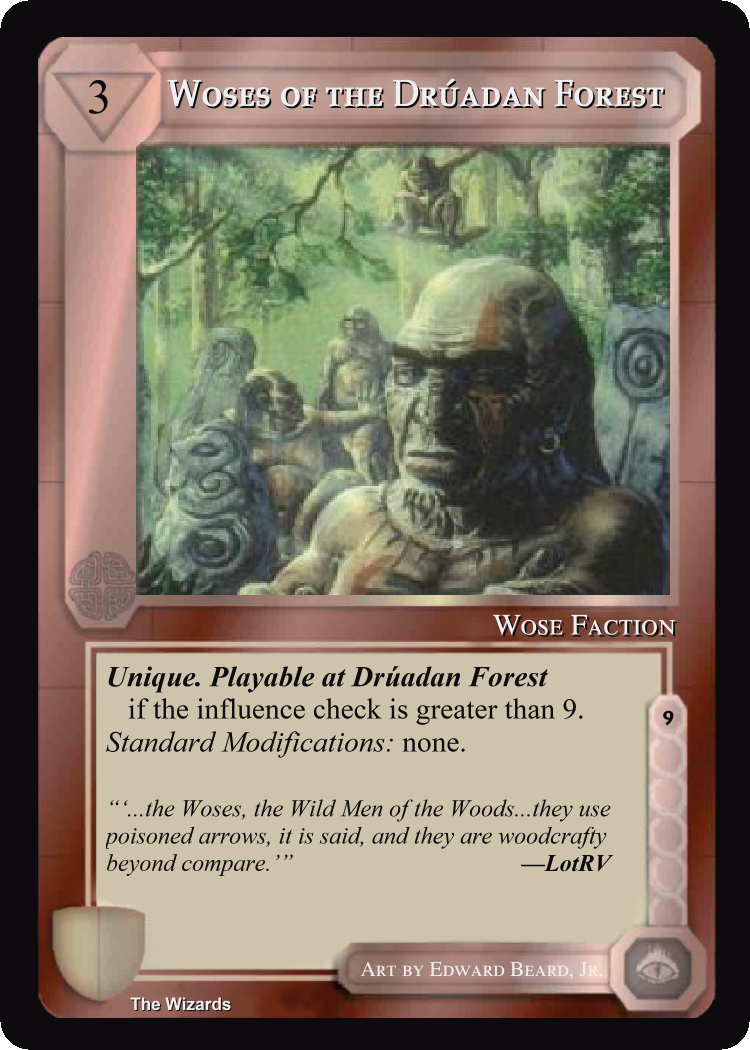 3
Woses of the Drúadan Forest
Wose Faction
Unique. Playable at Drúadan Forest
if the influence check is greater than 9.
Standard Modifications: none.
9
“‘...the Woses, the Wild Men of the Woods...they use
poisoned arrows, it is said, and they are woodcrafty
beyond compare.’” —LotRV
Art by Edward Beard, Jr.
The Wizards